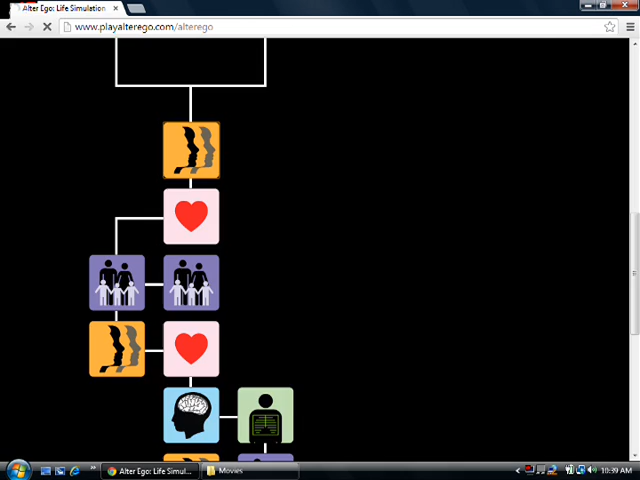 Alter Ego: Life Simulation
www.playalterego.com/alterego
Alter Ego: Life Simul...
Movies
10:39 AM